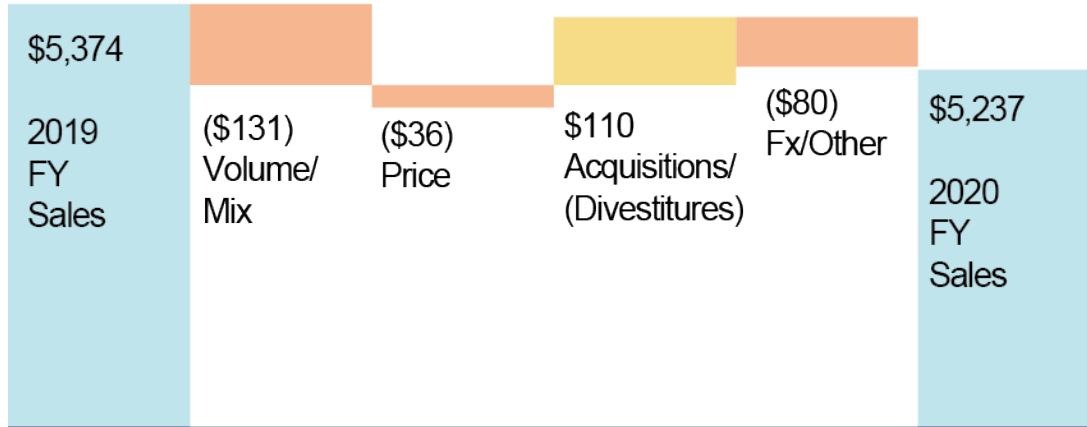 $5,374
2019
FY
Sales
($131)
Volume/
Mix
($36)
Price
$110
Acquisitions/
(Divestitures)
($80)
Fx/Other
$5,237
2020
FY
Sales